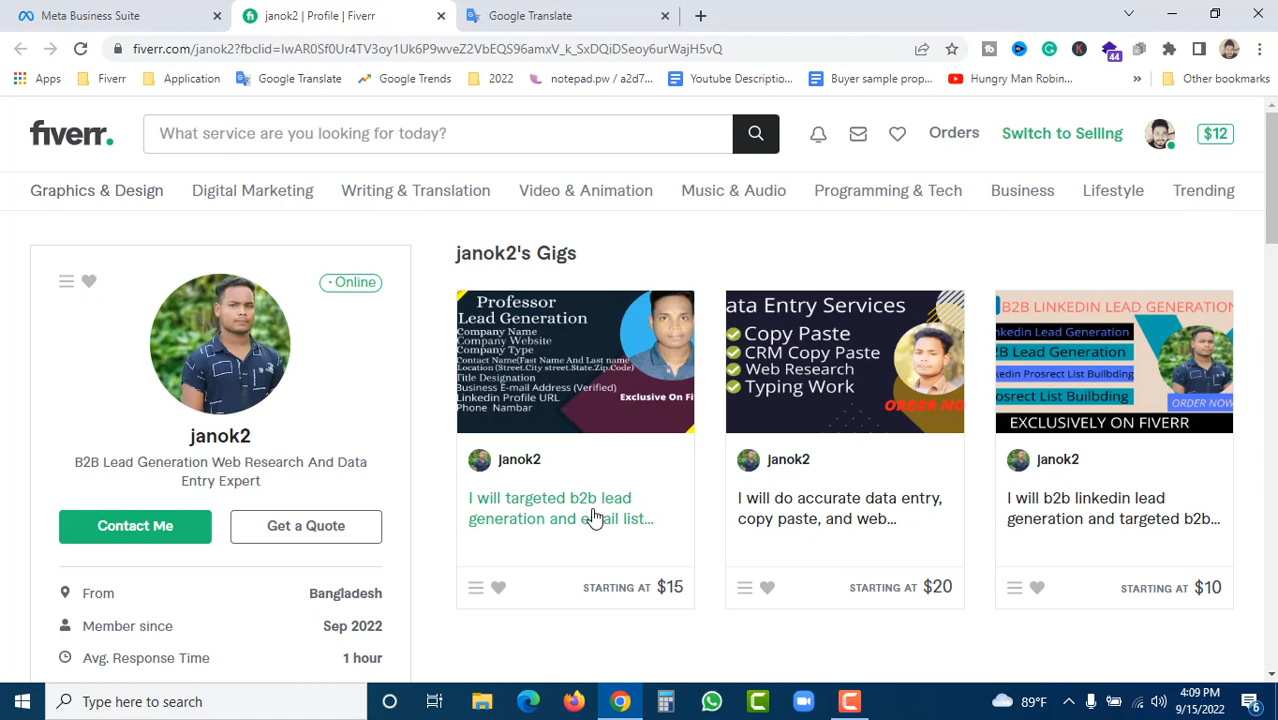 Meta Business Suite
janok2 | Profile | Fiverr
Google Translate
fiverr.com/janok2?fbclid=IwAR0Sf0Ur4TV3oy1Uk6P9wveZ2VbEQS96amxV_k_SxDQiDSeoy6urWajH5vQ
44
Apps
Fiverr
Application
Google Translate
Google Trends
2022
notepad.pw / a2d7...
Youtube Descriptio...
Buyer sample prop...
Hungry Man Robin...
»
Other bookmarks
fiverr.
What service are you looking for today?
Orders
Switch to Selling
$12
Graphics & Design
Digital Marketing
Writing & Translation
Video & Animation
Music & Audio
Programming & Tech
Business
Lifestyle
Trending
· Online
janok2
B2B Lead Generation Web Research And Data
Entry Expert
Contact Me
Get a Quote
From
Bangladesh
Member since
Sep 2022
Avg. Response Time
1 hour
janok2's Gigs
Professor
Lead Generation
Company Name
Company Website
Company Type
Contact Name(Fast Name And Last name
Location (Street.City street.State.Zip.Code)
Title Designation
Business E-mail Address (Verified)
Linkedin Profile URL
Phone Nambar
Exclusive On Fi
janok2
I will targeted b2b lead
generation and email list...
STARTING AT $15
ata Entry Services
Copy Paste
CRM Copy Paste
Web Research
Typing Work
ORDER NO
janok2
I will do accurate data entry,
copy paste, and web...
STARTING AT $20
B2B LINKEDIN LEAD GENERATION
nkedin Lead Generation
2B Lead Generation
kedin Prosrect List Builbding
osrect List Builbding
ORDER NOW
EXCLUSIVELY ON FIVERR
janok2
I will b2b linkedin lead
generation and targeted b2b...
STARTING AT $10
Type here to search
89°F
4:09 PM
9/15/2022
6